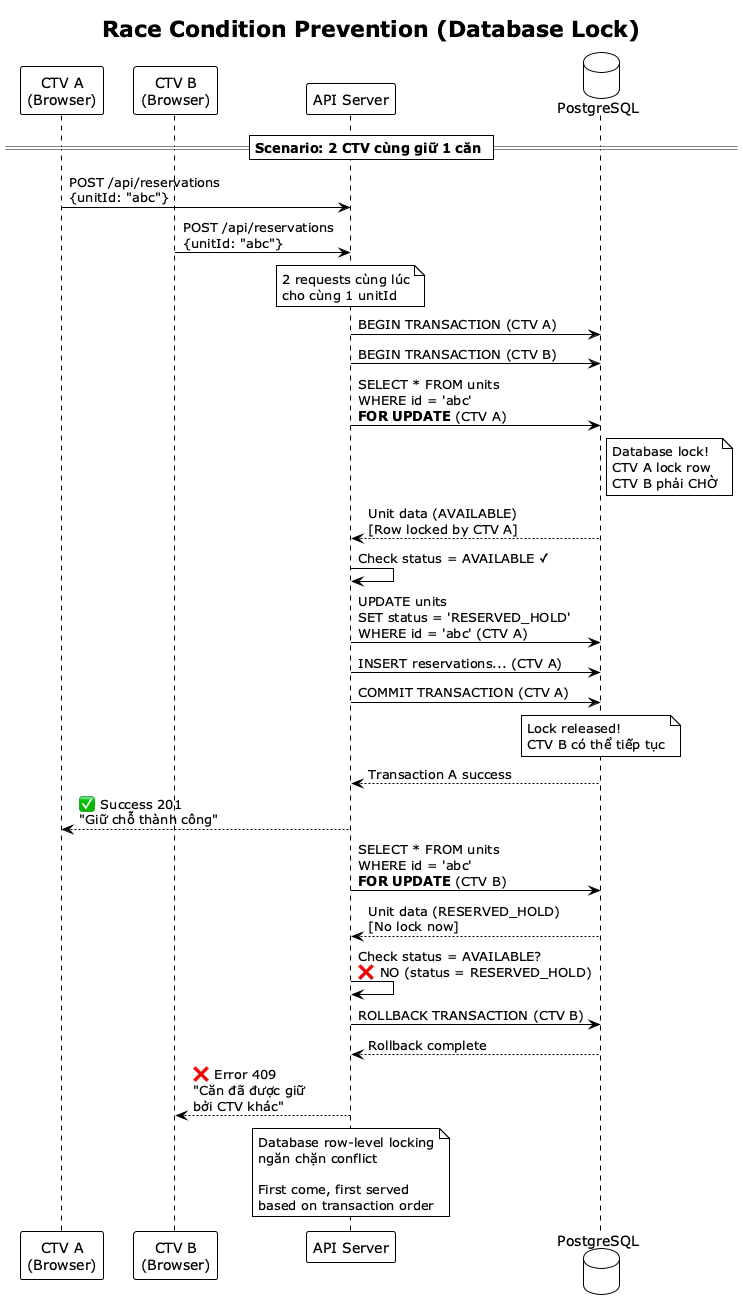 Race Condition Prevention (Database Lock)
CTV A
(Browser)
CTV B
(Browser)
API Server
PostgreSQL
Scenario: 2 CTV cùng giữ 1 căn
POST /api/reservations
{unitId: "abc"}
POST /api/reservations
{unitId: "abc"}
2 requests cùng lúc
cho cùng 1 unitId
BEGIN TRANSACTION (CTV A)
BEGIN TRANSACTION (CTV B)
SELECT * FROM units
WHERE id = 'abc'
FOR UPDATE (CTV A)
Database lock!
CTV A lock row
CTV B phải CHỜ
Unit data (AVAILABLE)
[Row locked by CTV A]
Check status = AVAILABLE ✓
UPDATE units
SET status = 'RESERVED_HOLD'
WHERE id = 'abc' (CTV A)
INSERT reservations... (CTV A)
COMMIT TRANSACTION (CTV A)
Lock released!
CTV B có thể tiếp tục
Transaction A success
✅ Success 201
"Giữ chỗ thành công"
SELECT * FROM units
WHERE id = 'abc'
FOR UPDATE (CTV B)
Unit data (RESERVED_HOLD)
[No lock now]
Check status = AVAILABLE?
❌ NO (status = RESERVED_HOLD)
ROLLBACK TRANSACTION (CTV B)
Rollback complete
❌ Error 409
"Căn đã được giữ
bởi CTV khác"
Database row-level locking
ngăn chặn conflict
First come, first served
based on transaction order
CTV A
(Browser)
CTV B
(Browser)
API Server
PostgreSQL